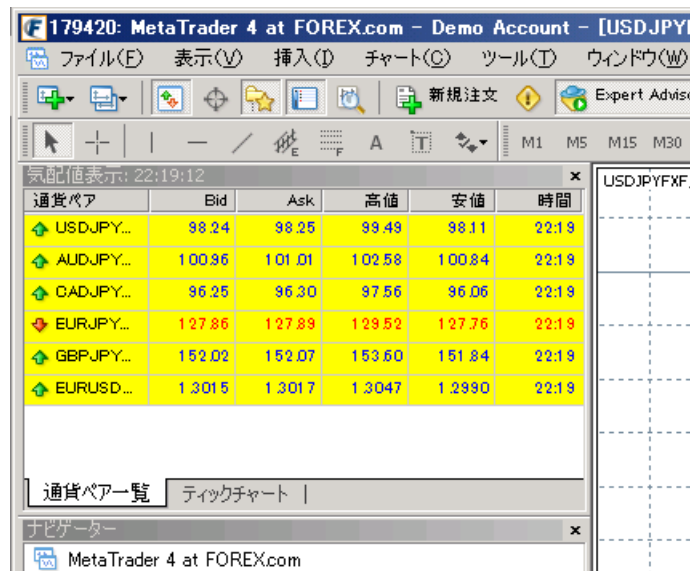 179420: MetaTrader 4 at FOREX.com - Demo Account - [USDJPYF
ファイル(F) 表示(V) 挿入(I) チャート(C) ツール(T) ウィンドウ(W)
新規注文 Expert Adviso
E F A T M1 M5 M15 M30
気配値表示: 22:19:12 ×
USDJPYFXF,
通貨ペア Bid Ask 高値 安値 時間
USDJPY... 98.24 98.25 99.49 98.11 22:19
AUDJPY... 100.96 101.01 102.58 100.84 22:19
CADJPY... 96.25 96.30 97.56 96.06 22:19
EURJPY... 127.86 127.89 129.52 127.76 22:19
GBPJPY... 152.02 152.07 153.60 151.84 22:19
EURUSD... 1.3015 1.3017 1.3047 1.2990 22:19
通貨ペア一覧 ティックチャート |
ナビゲーター ×
MetaTrader 4 at FOREX.com